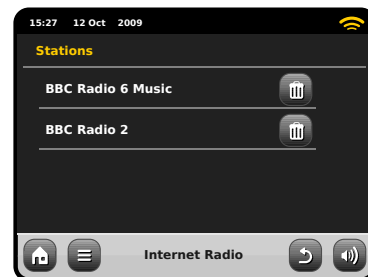 15:27 12 Oct 2009
Stations
BBC Radio 6 Music
BBC Radio 2
Internet Radio